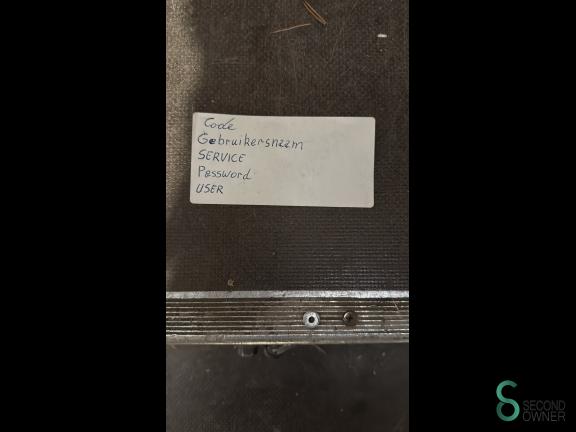 Code
Gebruikersnaam
SERVICE
Password
USER
SECOND
OWNER